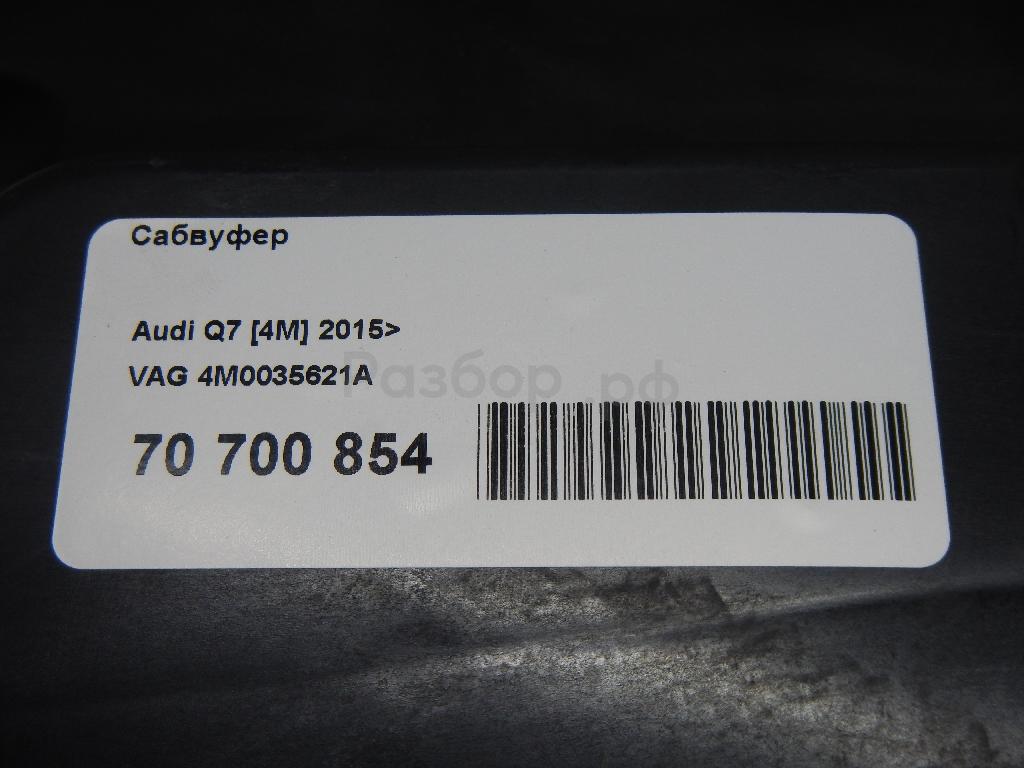 Сабвуфер
Audi Q7 [4M] 2015>
VAG 4M0035621A
Разбор.рф
70 700 854